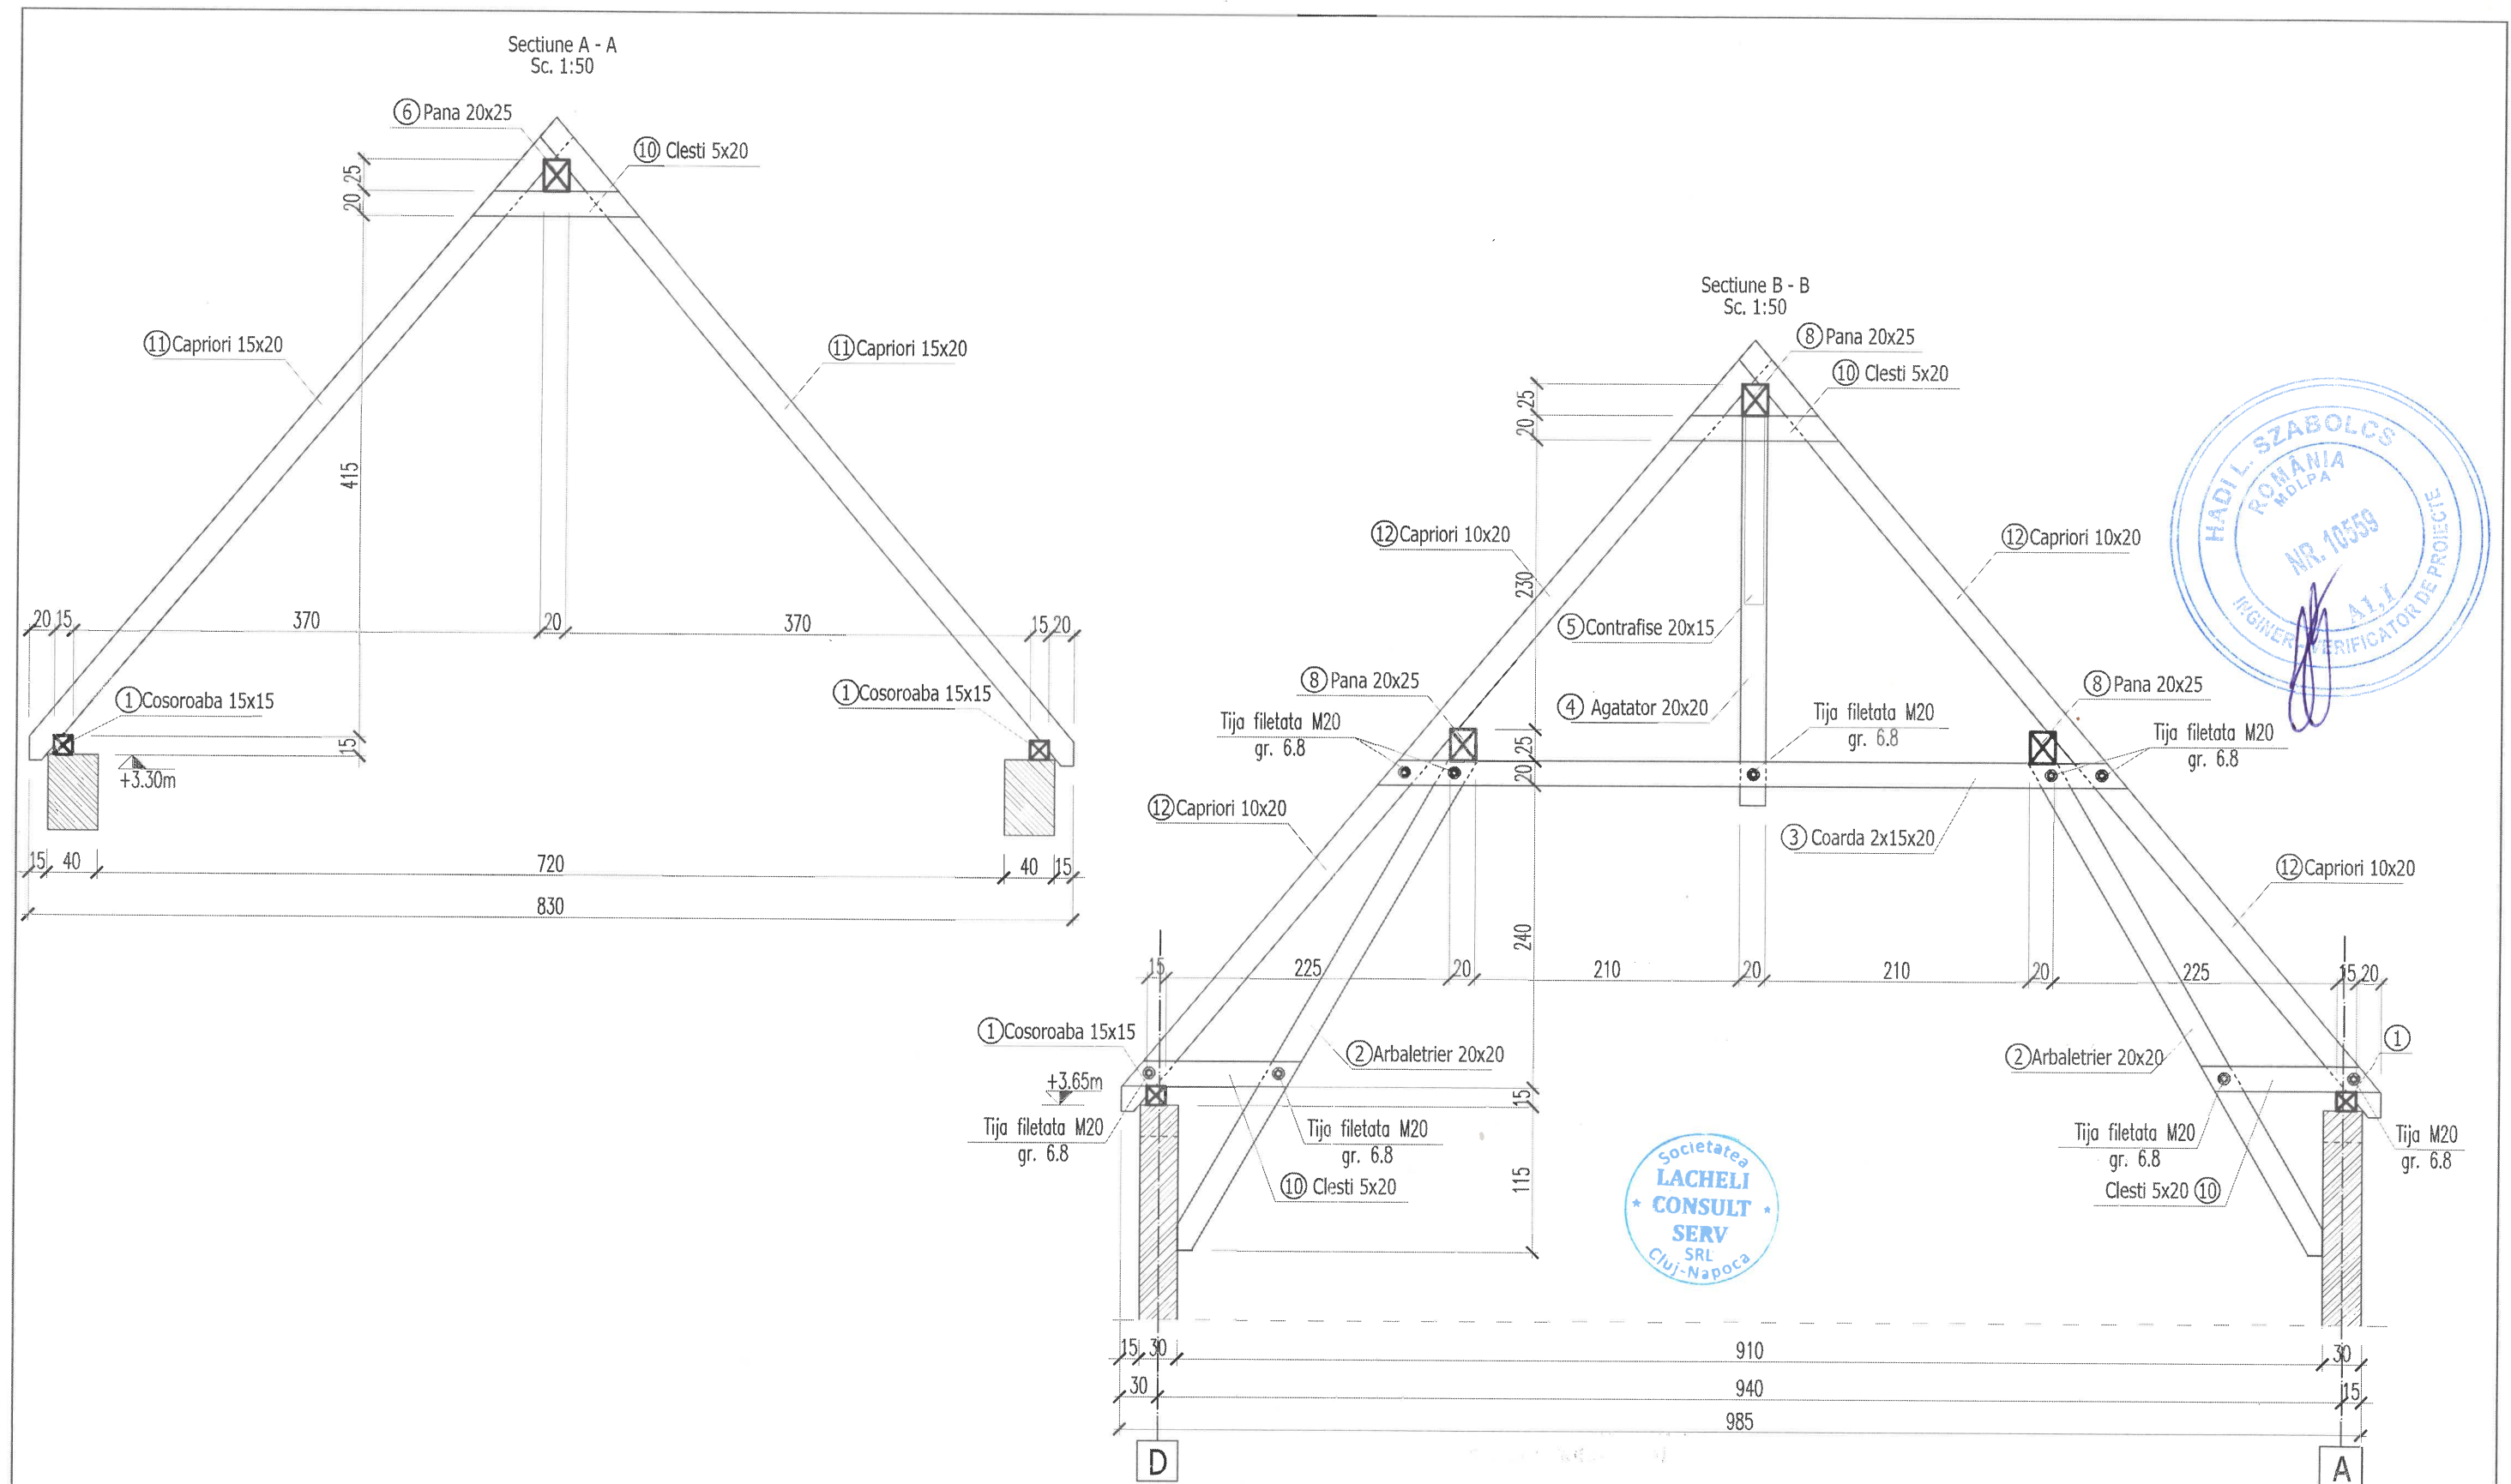 Sectiune A - A
Sc. 1:50
6 Pana 20x25
10 Clesti 5x20
25
20
415
15
11 Capriori 15x20
11 Capriori 15x20
20 15 370 20 370 15 20
1 Cosoroaba 15x15
1 Cosoroaba 15x15
+3.30m
15 40 720 40 15
830
Sectiune B - B
Sc. 1:50
8 Pana 20x25
10 Clesti 5x20
25
20
230
25
20
240
15
115
12 Capriori 10x20
12 Capriori 10x20
5 Contrafise 20x15
4 Agatator 20x20
8 Pana 20x25
8 Pana 20x25
Tija filetata M20
gr. 6.8
Tija filetata M20
gr. 6.8
Tija filetata M20
gr. 6.8
12 Capriori 10x20
3 Coarda 2x15x20
12 Capriori 10x20
15 225 20 210 20 210 20 225 15 20
1 Cosoroaba 15x15
2 Arbaletrier 20x20
2 Arbaletrier 20x20
1
+3.65m
Tija filetata M20
gr. 6.8
Tija filetata M20
gr. 6.8
10 Clesti 5x20
Tija filetata M20
gr. 6.8
Tija M20
gr. 6.8
Clesti 5x20 10
15 30 910 30
30 940 15
985
D
A
HADI L. SZABOLCS
ROMÂNIA
MDLPA
NR. 10559
A1,1
INGINER VERIFICATOR DE PROIECTE
Societatea
LACHELI
* CONSULT *
SERV
SRL
Cluj-Napoca